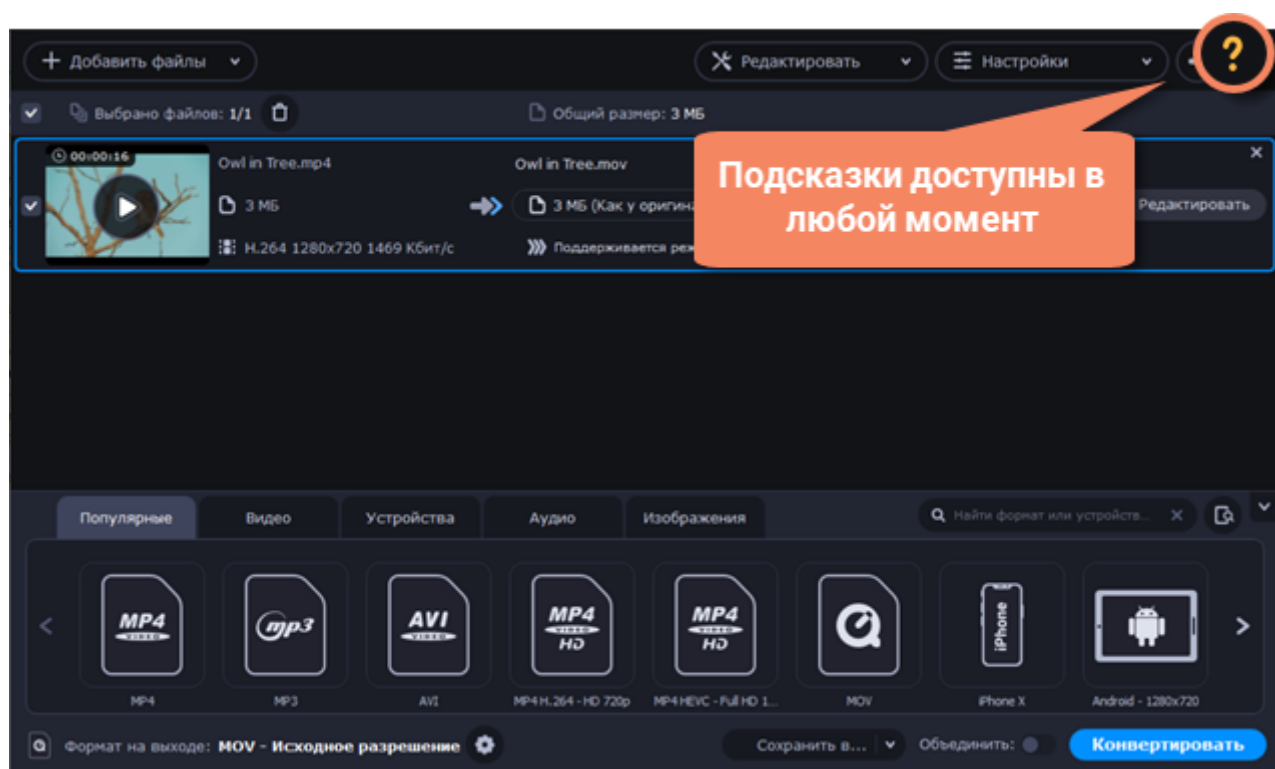 + Добавить файлы
Редактировать
Настройки
?
Выбрано файлов: 1/1
Общий размер: 3 МБ
Подсказки доступны в
любой момент
00:00:16
Owl in Tree.mp4
Owl in Tree.mov
3 МБ
3 МБ (Как у
Редактировать
H.264 1280x720 1469 Кбит/с
Поддерживается
Популярные
Видео
Устройства
Аудио
Изображения
Найти формат или устройств...
MP4
VIDEO
mp3
AVI
VIDEO
MP4
VIDEO
HD
MP4
VIDEO
HD
iPhone
MP4
MP3
AVI
MP4 H.264 - HD 720p
MP4 HEVC - Full HD 1...
MOV
iPhone X
Android - 1280x720
Формат на выходе: MOV - Исходное разрешение
Сохранить в...
Объединить:
Конвертировать